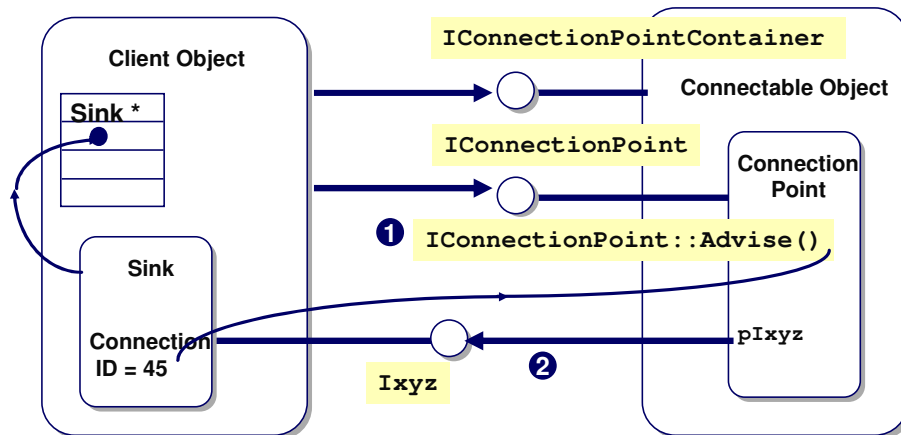 IConnectionPointContainer
Client Object
Connectable Object
Sink *
IConnectionPoint
Connection
Point
1
IConnectionPoint::Advise()
Sink
Connection
ID = 45
pIxyz
2
Ixyz